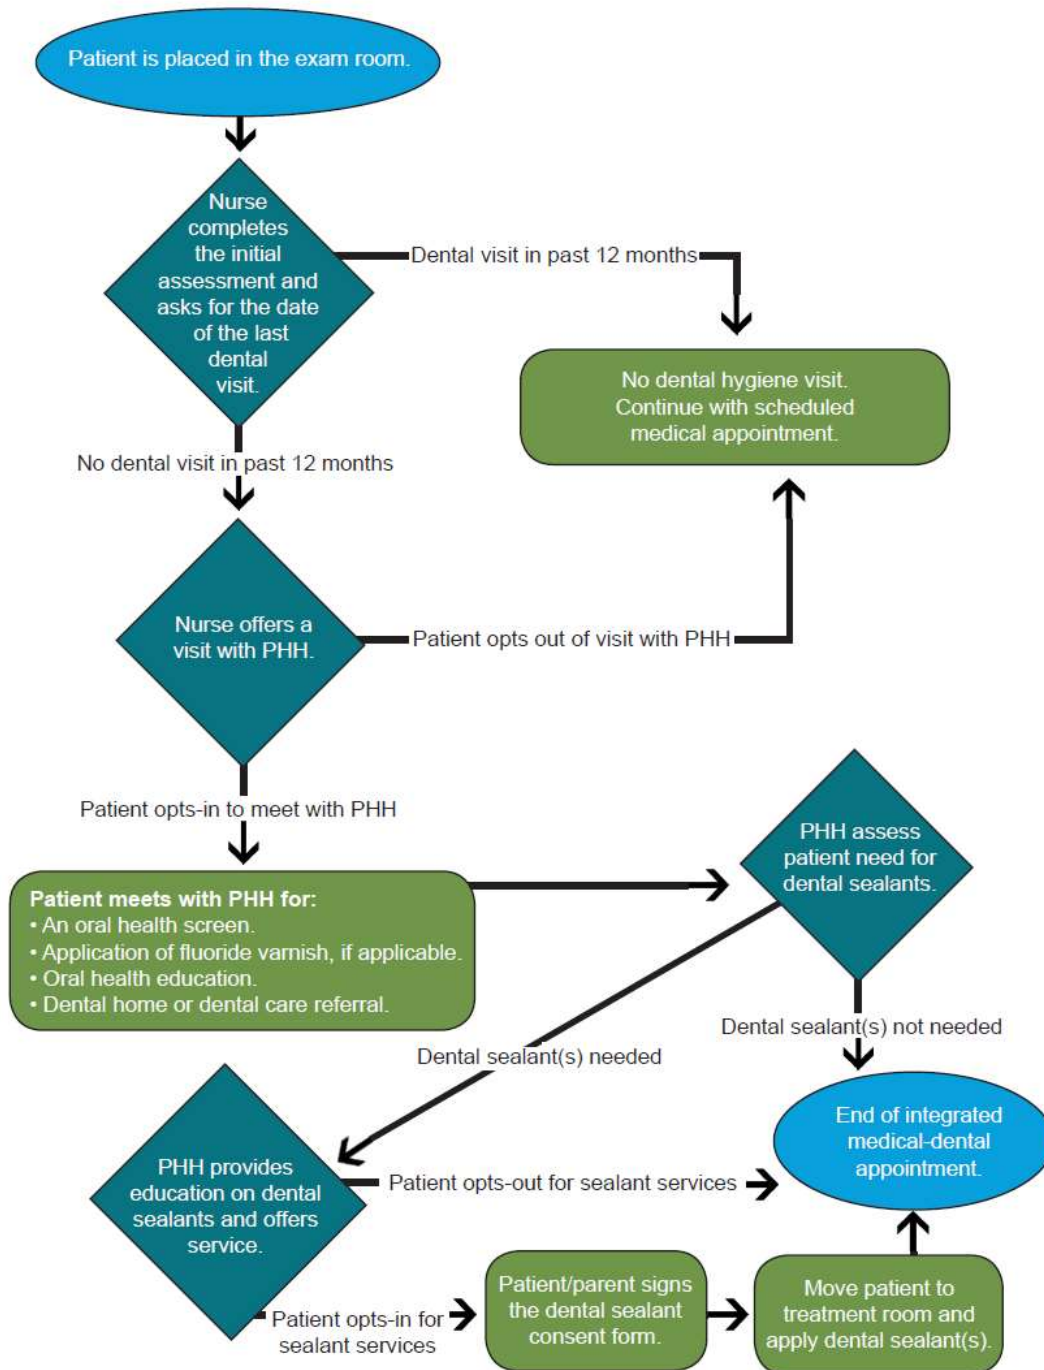 Patient is placed in the exam room.
Nurse
completes
the initial
assessment and
asks for the date
of the last
dental
visit.
Dental visit in past 12 months
No dental hygiene visit.
Continue with scheduled
medical appointment.
No dental visit in past 12 months
Nurse offers a
visit with PHH.
Patient opts out of visit with PHH
Patient opts-in to meet with PHH
Patient meets with PHH for:
• An oral health screen.
• Application of fluoride varnish, if applicable.
• Oral health education.
• Dental home or dental care referral.
PHH assess
patient need for
dental sealants.
Dental sealant(s) not needed
Dental sealant(s) needed
End of integrated
medical-dental
appointment.
PHH provides
education on dental
sealants and offers
service.
Patient opts-out for sealant services
Patient opts-in for
sealant services
Patient/parent signs
the dental sealant
consent form.
Move patient to
treatment room and
apply dental sealant(s).